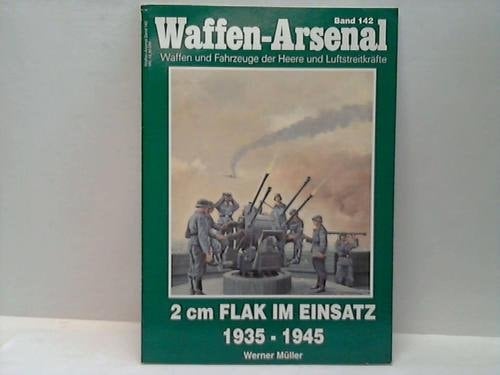 Band 142
Waffen-Arsenal
Waffen und Fahrzeuge der Heere und Luftstreitkräfte
2 cm FLAK IM EINSATZ
1935 - 1945
Werner Müller